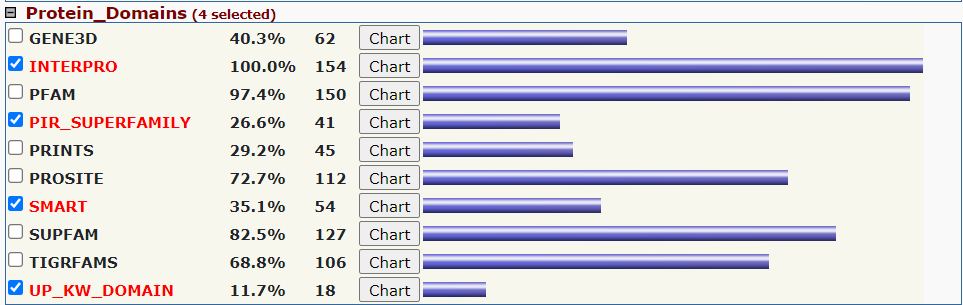 Protein_Domains (4 selected)
GENE3D 40.3% 62 Chart
INTERPRO 100.0% 154 Chart
PFAM 97.4% 150 Chart
PIR_SUPERFAMILY 26.6% 41 Chart
PRINTS 29.2% 45 Chart
PROSITE 72.7% 112 Chart
SMART 35.1% 54 Chart
SUPFAM 82.5% 127 Chart
TIGRFAMS 68.8% 106 Chart
UP_KW_DOMAIN 11.7% 18 Chart